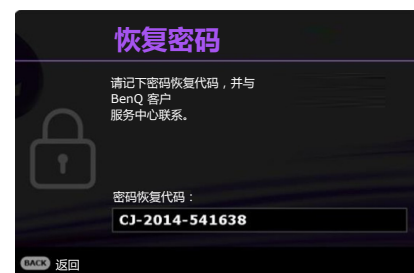 恢复密码
请记下密码恢复代码，并与
BenQ 客户
服务中心联系。
密码恢复代码：
CJ-2014-541638
BACK 返回